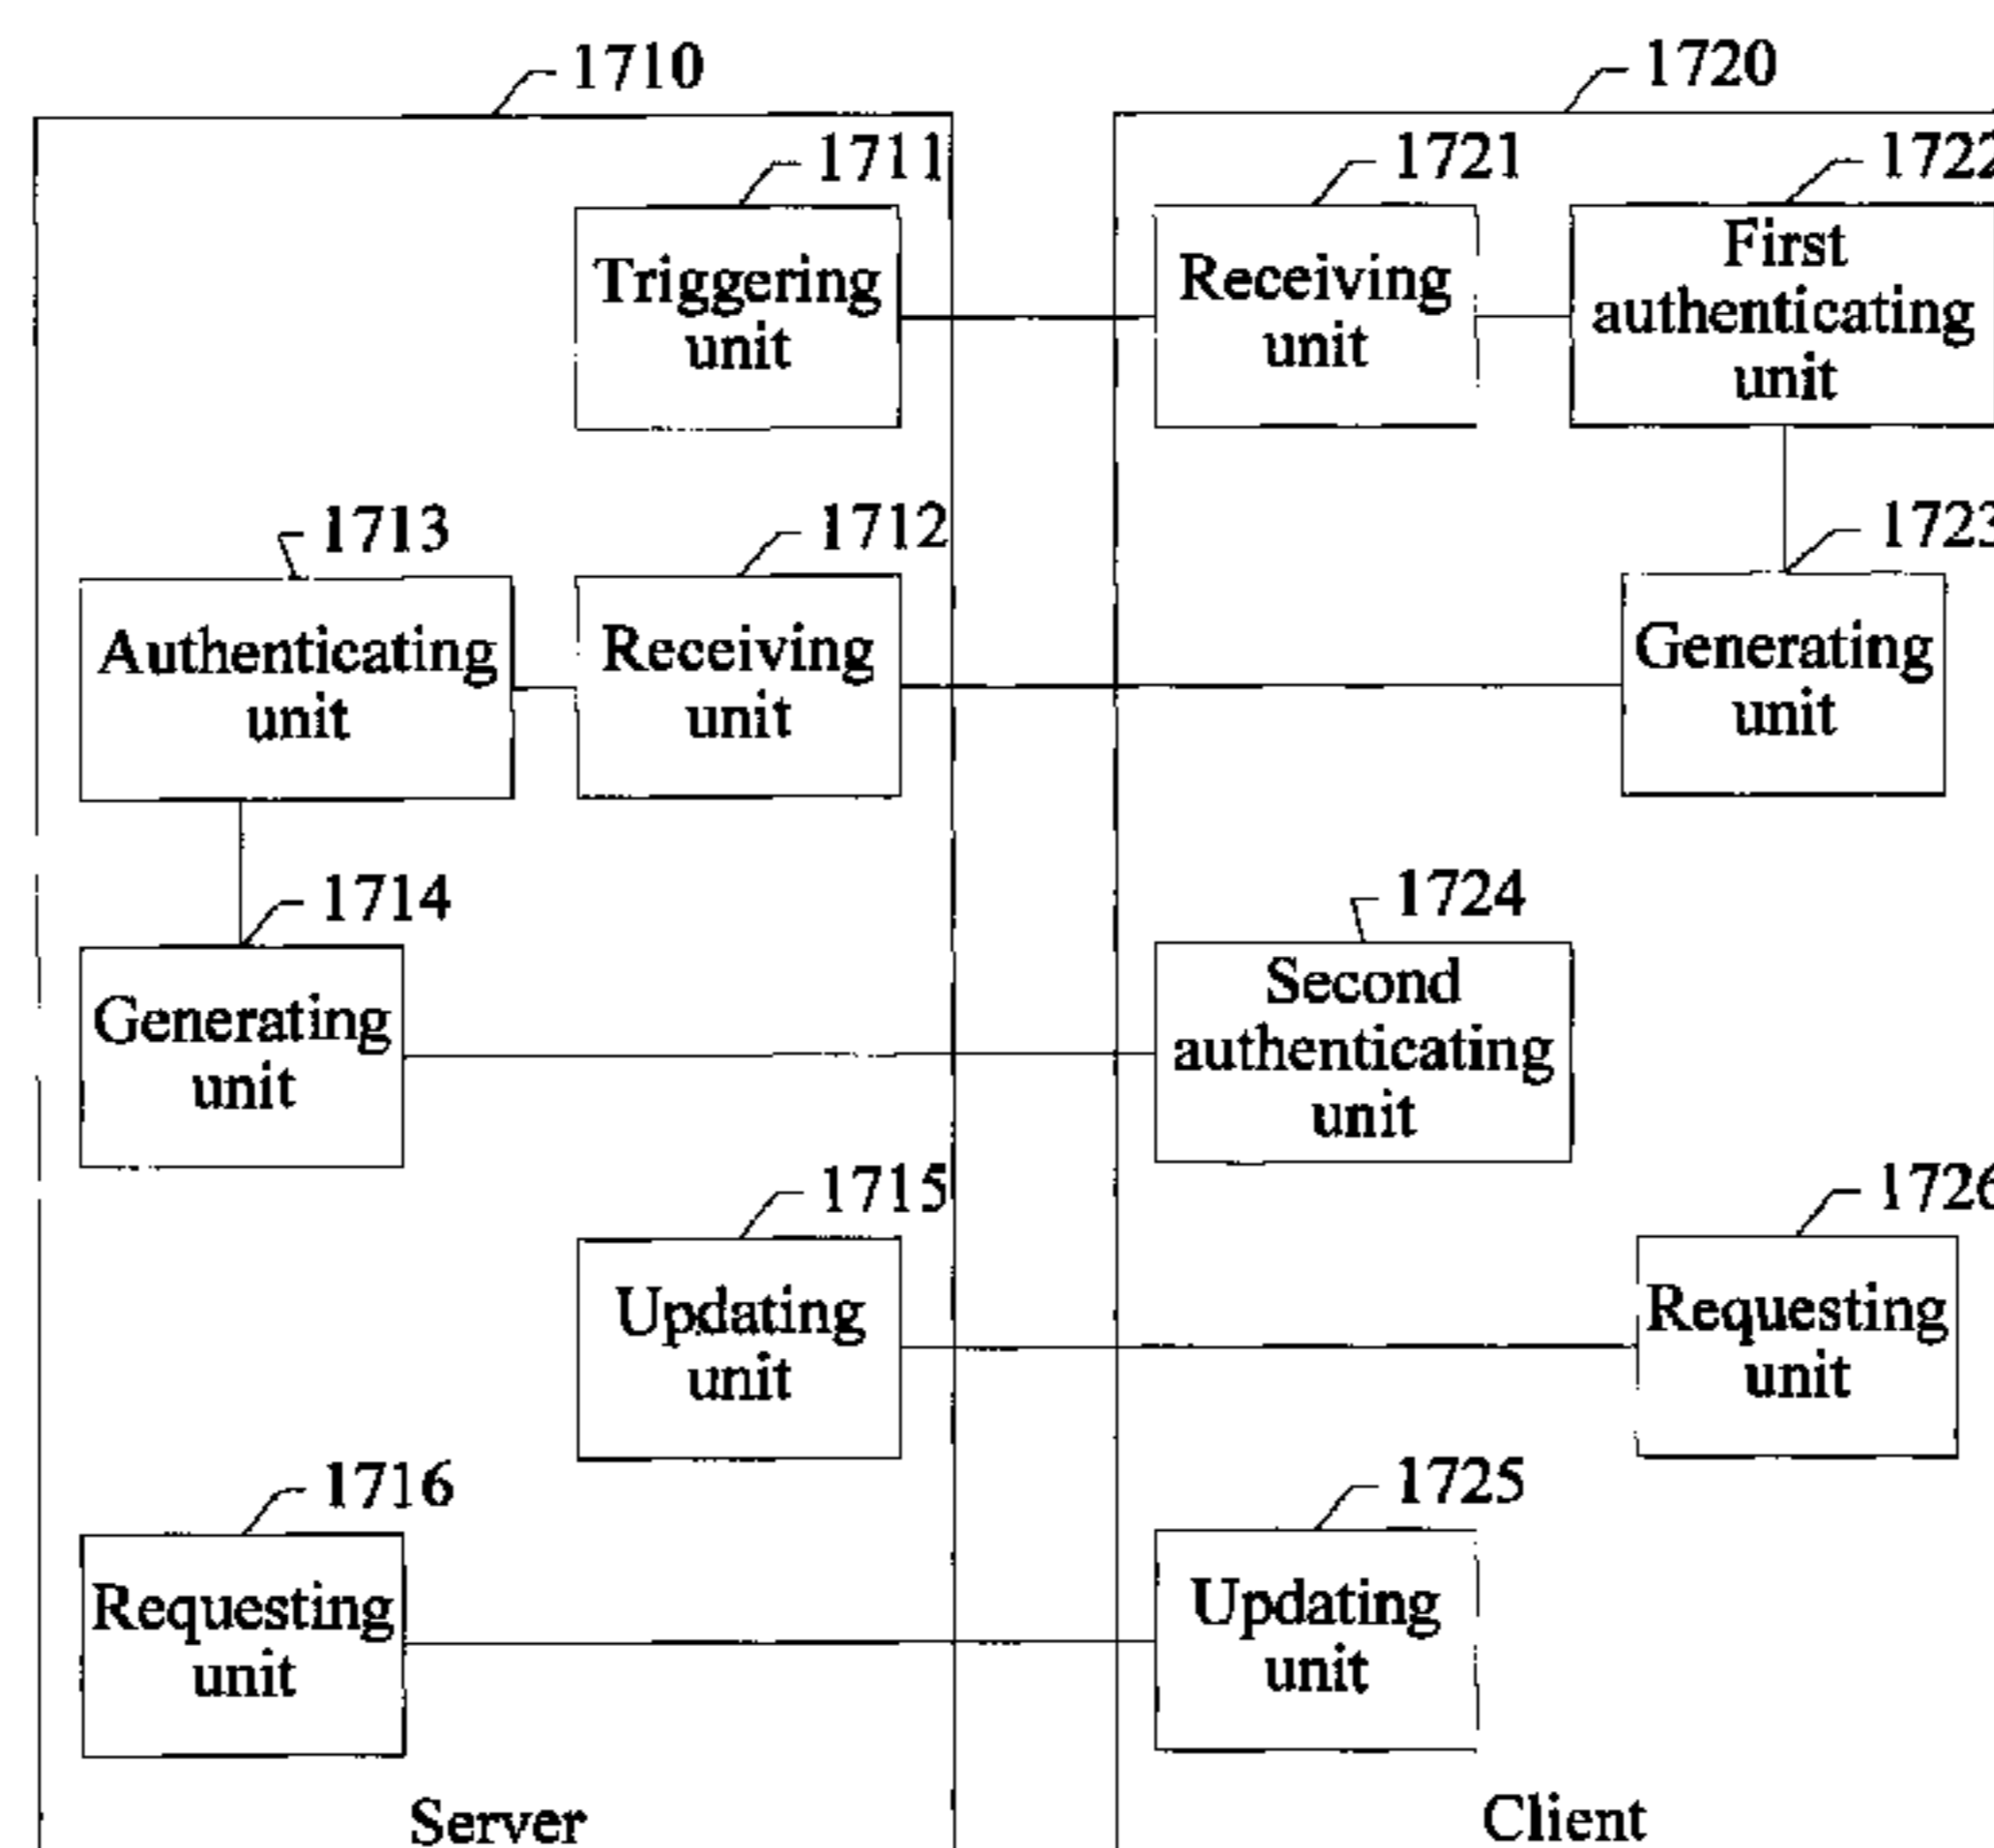 1710
1720
1711
1721
1722
Triggering
unit
Receiving
unit
First
authenticating
unit
1713
1712
1723
Authenticating
unit
Receiving
unit
Generating
unit
1714
1724
Generating
unit
Second
authenticating
unit
1715
1726
Updating
unit
Requesting
unit
1716
1725
Requesting
unit
Updating
unit
Server
Client